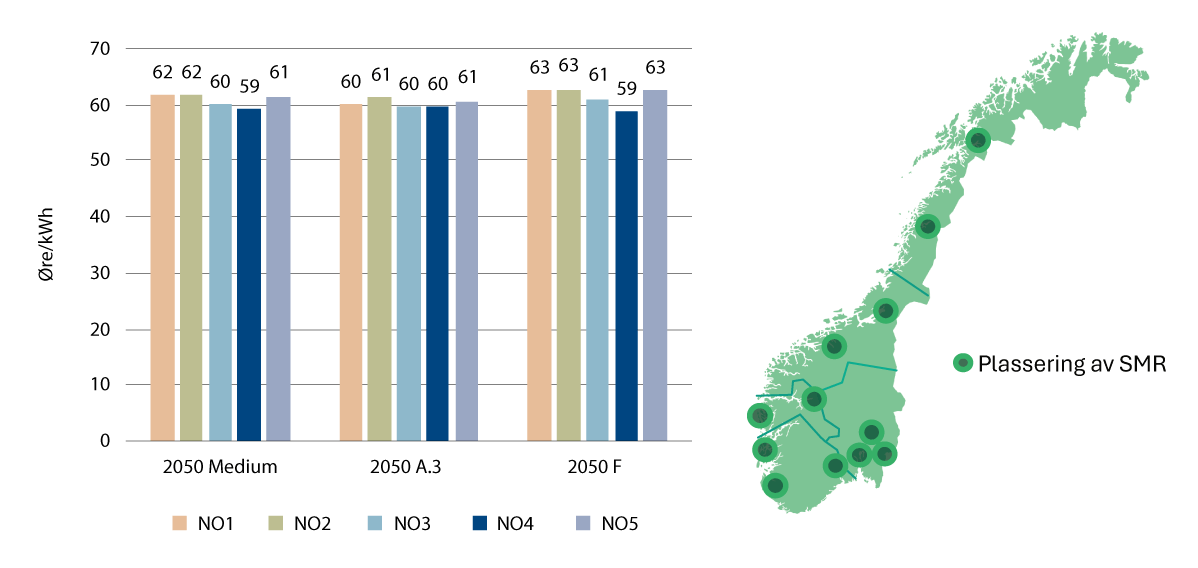 Øre/kWh
70
60
50
40
30
20
10
0
62 62 60 59 61
60 61 60 60 61
63 63 61 59 63
2050 Medium
2050 A.3
2050 F
NO1 NO2 NO3 NO4 NO5
Plassering av SMR